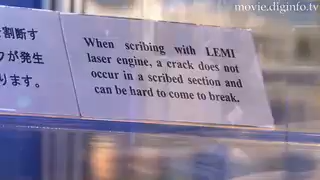 movie.diginfo.tv
割断す
クが発生
ります。
When scribing with LEMI
laser engine, a crack does not
occur in a scribed section and
can be hard to come to break.